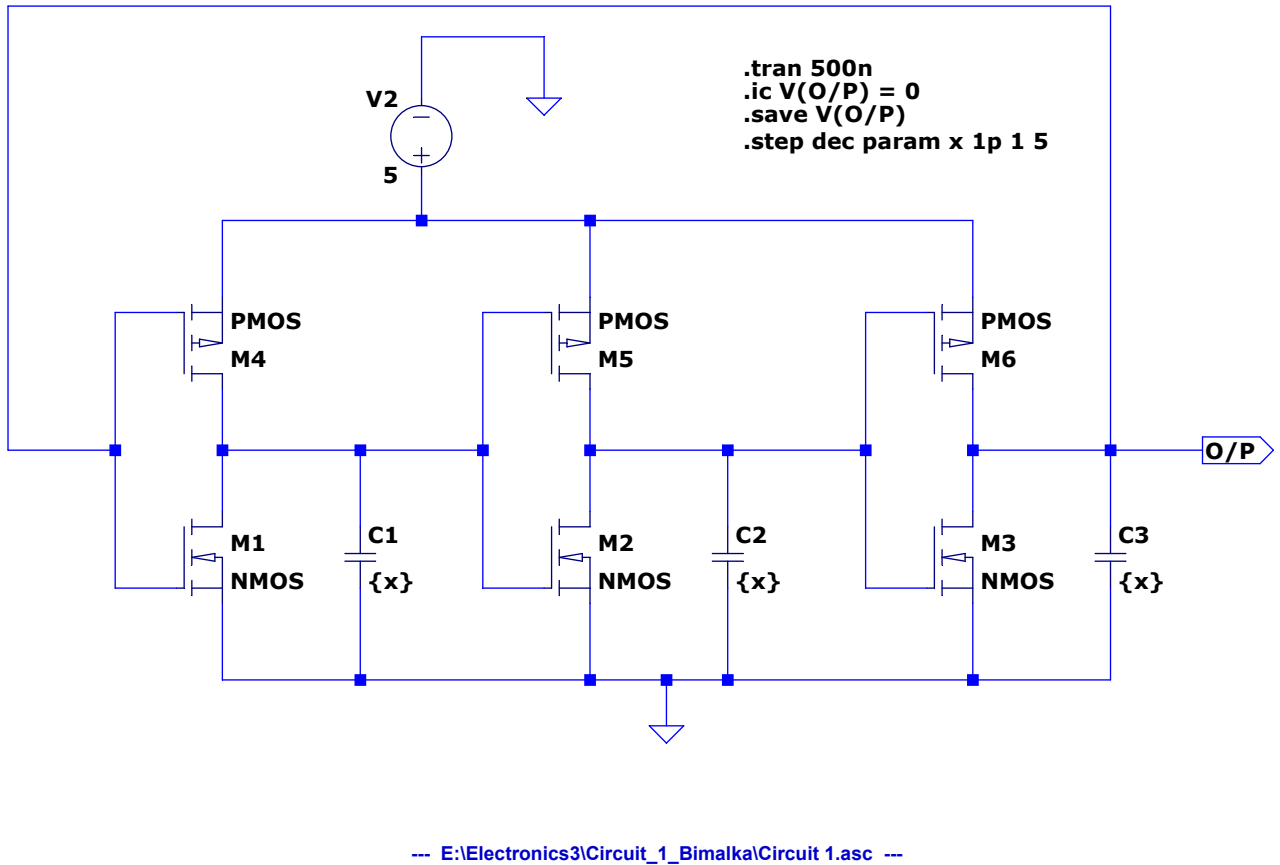 .tran 500n
.ic V(O/P) = 0
.save V(O/P)
.step dec param x 1p 1 5
V2
5
PMOS
M4
PMOS
M5
PMOS
M6
O/P
M1
NMOS
C1
{x}
M2
NMOS
C2
{x}
M3
NMOS
C3
{x}
--- E:\Electronics3\Circuit_1_Bimalka\Circuit 1.asc ---